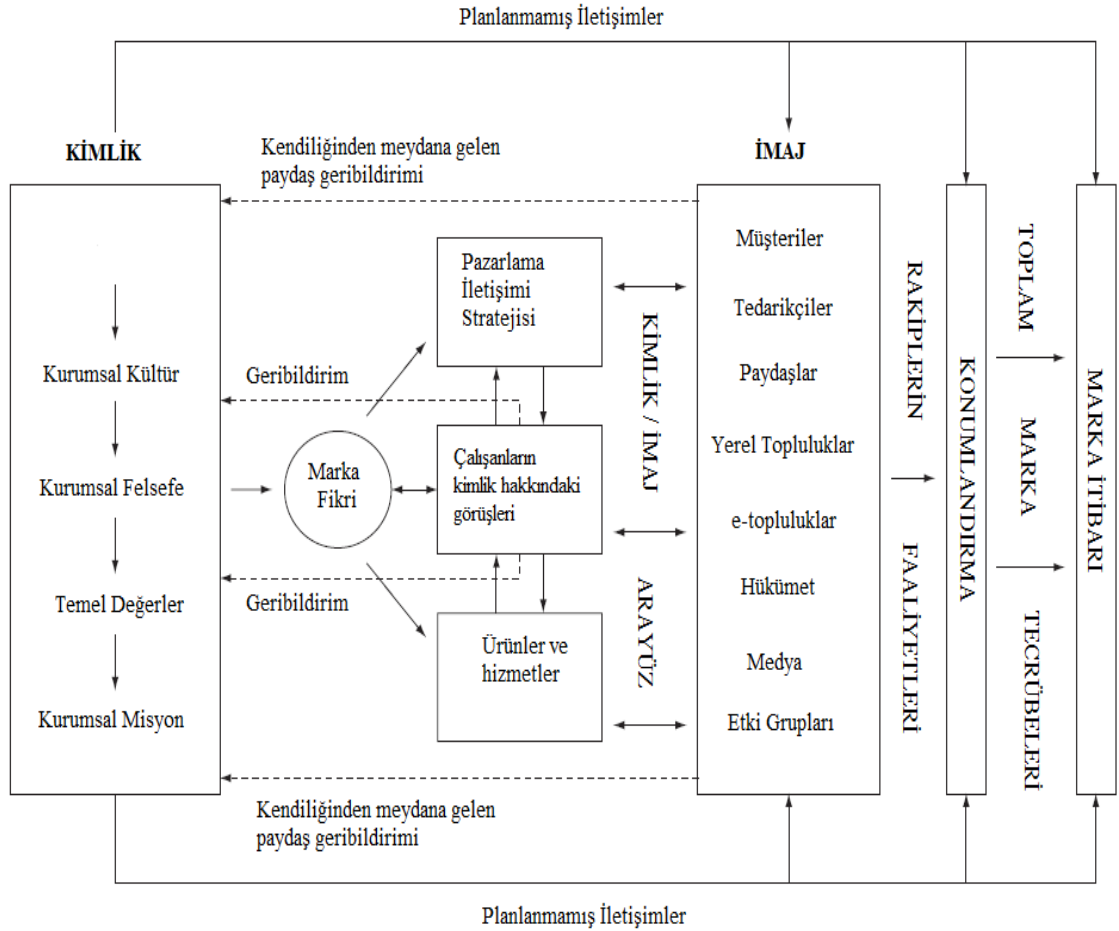 Planlanmamış İletişimler
KİMLİK
Kendiliğinden meydana gelen
paydaş geribildirimi
İMAJ
Kurumsal Kültür
Kurumsal Felsefe
Temel Değerler
Kurumsal Misyon
Geribildirim
Marka
Fikri
Geribildirim
Pazarlama
İletişimi
Stratejisi
Çalışanların
kimlik hakkındaki
görüşleri
Ürünler ve
hizmetler
KİMLİK / İMAJ
ARAYÜZ
Müşteriler
Tedarikçiler
Paydaşlar
Yerel Topluluklar
e-topluluklar
Hükümet
Medya
Etki Grupları
RAKİPLERİN
FAALİYETLERİ
KONUMLANDIRMA
TOPLAM
MARKA
TECRÜBELERİ
MARKA İTİBARI
Kendiliğinden meydana gelen
paydaş geribildirimi
Planlanmamış İletişimler